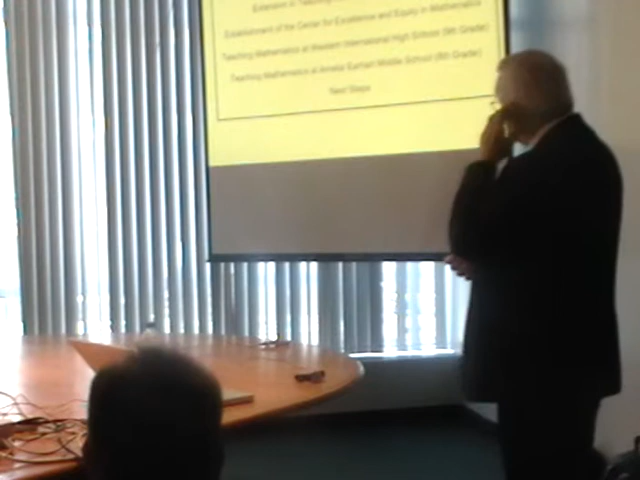 Extension in Teaching
Establishment of the Center for Excellence and Equity in Mathematics
Teaching Mathematics at Western International High School (9th Grade)
Teaching Mathematics at Amelia Earhart Middle School (6th Grade)
Next Steps